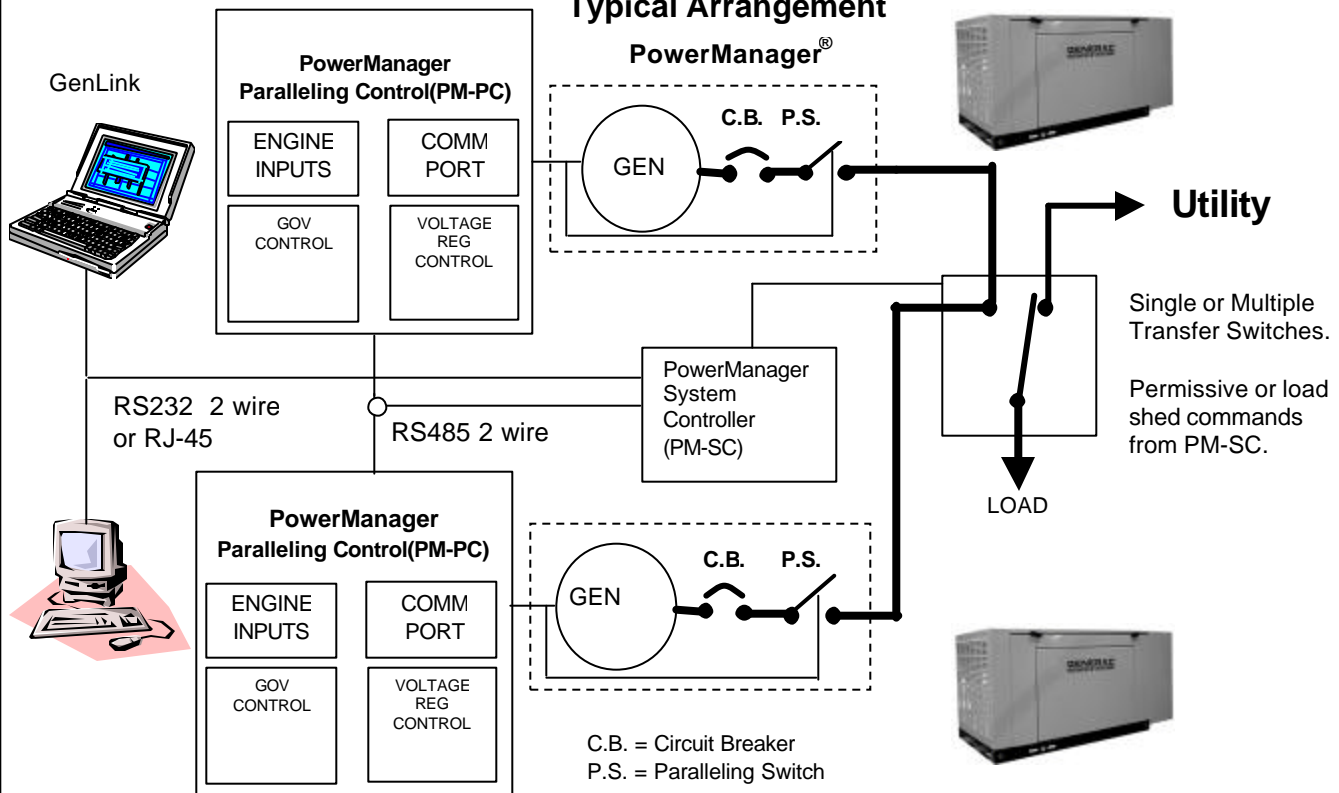 Typical Arrangement
PowerManager®
GenLink
PowerManager
Paralleling Control(PM-PC)
ENGINE
INPUTS
COMM
PORT
GOV
CONTROL
VOLTAGE
REG
CONTROL
GEN
C.B. P.S.
GENERAC
Utility
Single or Multiple
Transfer Switches.
Permissive or load
shed commands
from PM-SC.
LOAD
PowerManager
System
Controller
(PM-SC)
RS232 2 wire
or RJ-45
RS485 2 wire
PowerManager
Paralleling Control(PM-PC)
ENGINE
INPUTS
COMM
PORT
GOV
CONTROL
VOLTAGE
REG
CONTROL
GEN
C.B. P.S.
GENERAC
C.B. = Circuit Breaker
P.S. = Paralleling Switch